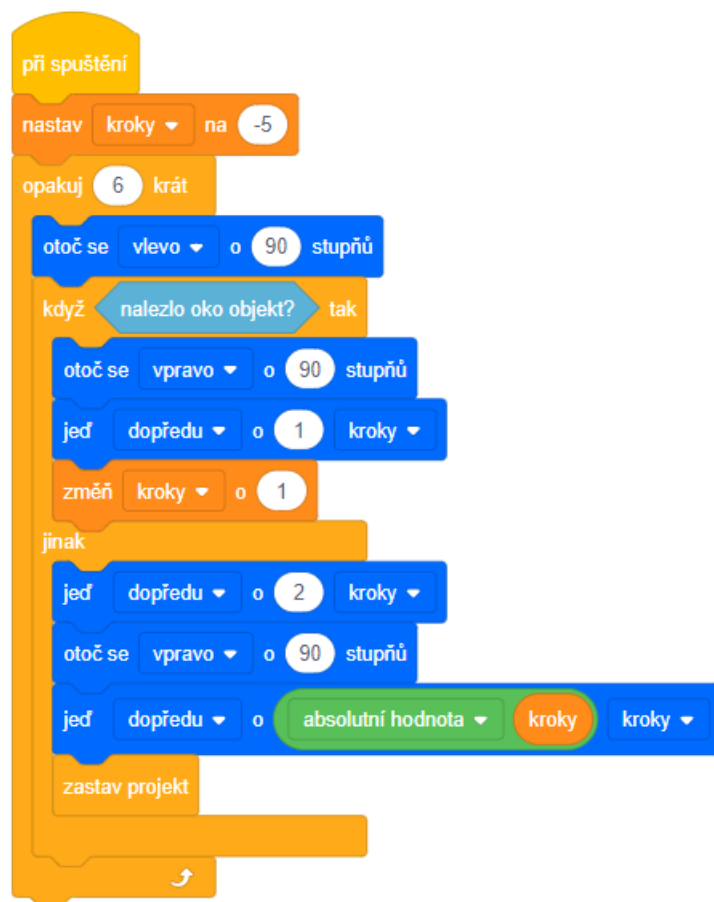 při spuštění
nastav kroky na -5
opakuj 6 krát
otoč se vlevo o 90 stupňů
když nalezlo oko objekt? tak
otoč se vpravo o 90 stupňů
jeď dopředu o 1 kroky
změň kroky o 1
jinak
jeď dopředu o 2 kroky
otoč se vpravo o 90 stupňů
jeď dopředu o absolutní hodnota kroky kroky
zastav projekt